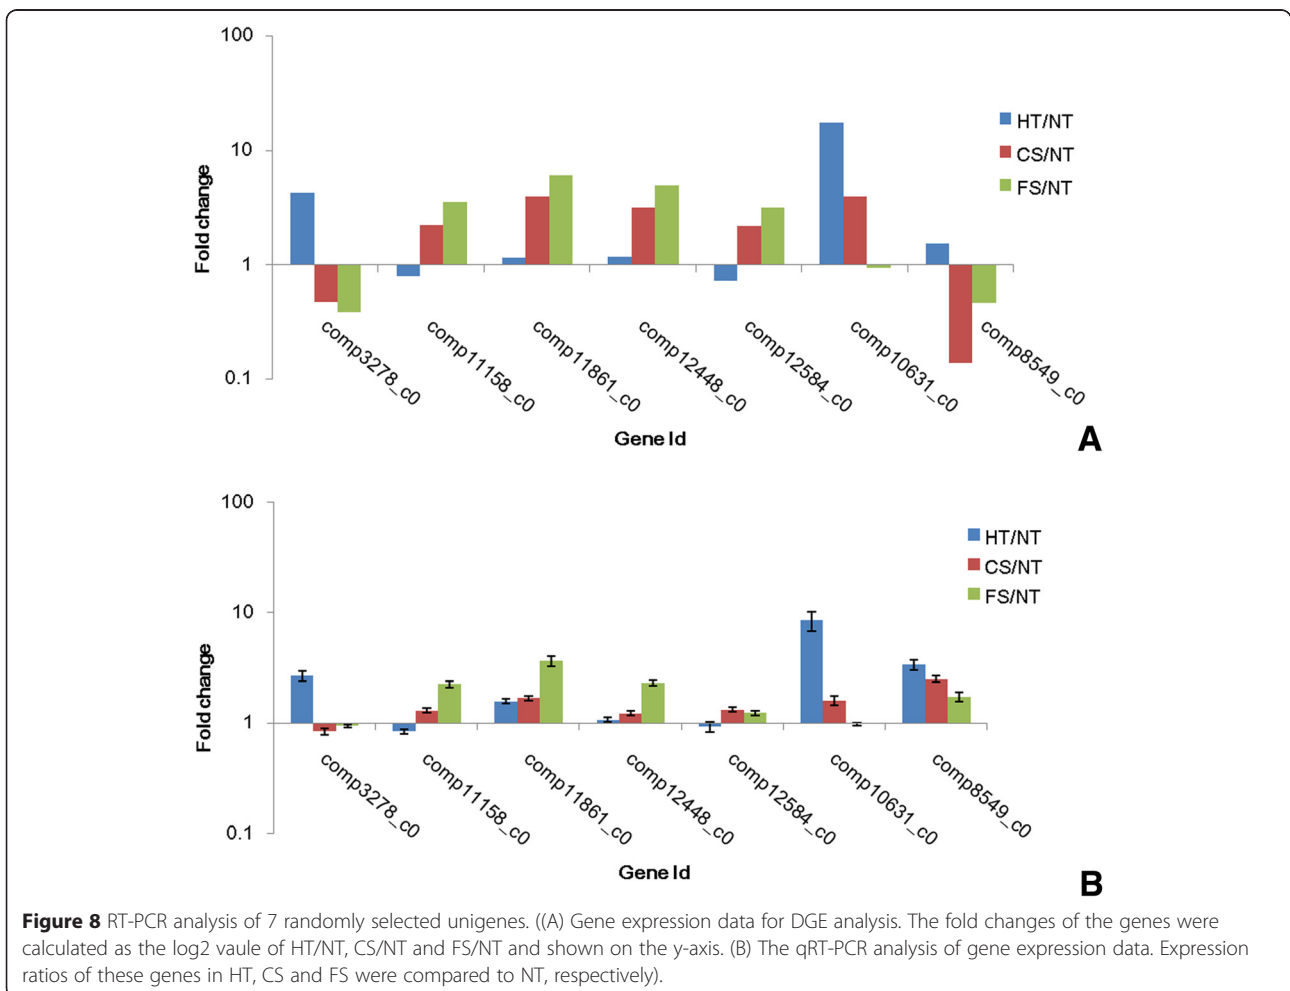 100
10
1
0.1
Fold change
HT/NT
CS/NT
FS/NT
comp3278_c0
comp11158_c0
comp11861_c0
comp12448_c0
comp12584_c0
comp10631_c0
comp8549_c0
Gene Id
A
100
10
1
0.1
Fold change
HT/NT
CS/NT
FS/NT
comp3278_c0
comp11158_c0
comp11861_c0
comp12448_c0
comp12584_c0
comp10631_c0
comp8549_c0
Gene Id
B
Figure 8 RT-PCR analysis of 7 randomly selected unigenes. ((A) Gene expression data for DGE analysis. The fold changes of the genes were
calculated as the log2 vaule of HT/NT, CS/NT and FS/NT and shown on the y-axis. (B) The qRT-PCR analysis of gene expression data. Expression
ratios of these genes in HT, CS and FS were compared to NT, respectively).